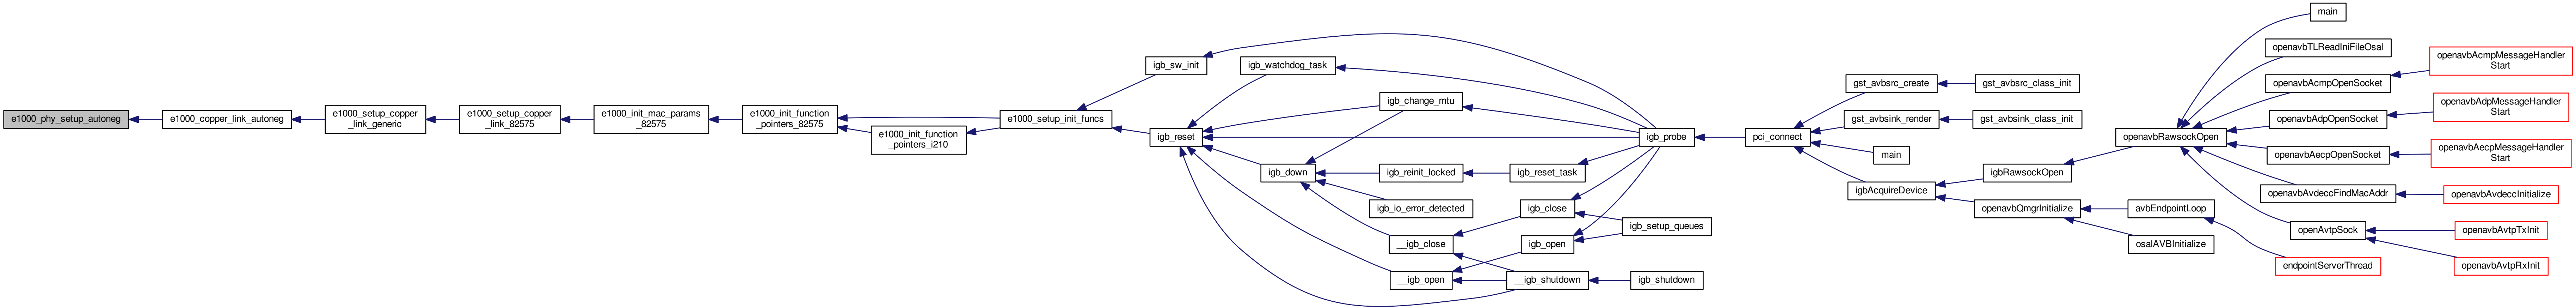 e1000_phy_setup_autoneg
e1000_copper_link_autoneg
e1000_setup_copper
_link_generic
e1000_setup_copper
_link_82575
e1000_init_mac_params
_82575
e1000_init_function
_pointers_82575
e1000_init_function
_pointers_i210
e1000_setup_init_funcs
igb_sw_init
igb_reset
igb_watchdog_task
igb_change_mtu
igb_down
igb_reinit_locked
igb_io_error_detected
__igb_close
__igb_open
igb_reset_task
igb_close
igb_open
__igb_shutdown
igb_probe
igb_setup_queues
igb_shutdown
pci_connect
gst_avbsrc_create
gst_avbsink_render
main
igbAcquireDevice
gst_avbsrc_class_init
gst_avbsink_class_init
igbRawsockOpen
openavbQmgrInitialize
openavbRawsockOpen
avbEndpointLoop
osalAVBInitialize
main
openavbTLReadIniFileOsal
openavbAcmpOpenSocket
openavbAdpOpenSocket
openavbAecpOpenSocket
openavbAvdeccFindMacAddr
openAvtpSock
endpointServerThread
openavbAcmpMessageHandler
Start
openavbAdpMessageHandler
Start
openavbAecpMessageHandler
Start
openavbAvdeccInitialize
openavbAvtpTxInit
openavbAvtpRxInit